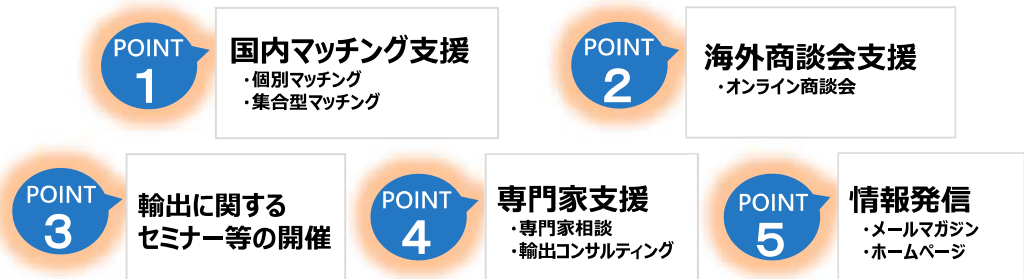 POINT
1
国内マッチング支援
・個別マッチング
・集合型マッチング
POINT
2
海外商談会支援
・オンライン商談会
POINT
3
輸出に関する
セミナー等の開催
POINT
4
専門家支援
・専門家相談
・輸出コンサルティング
POINT
5
情報発信
・メールマガジン
・ホームページ